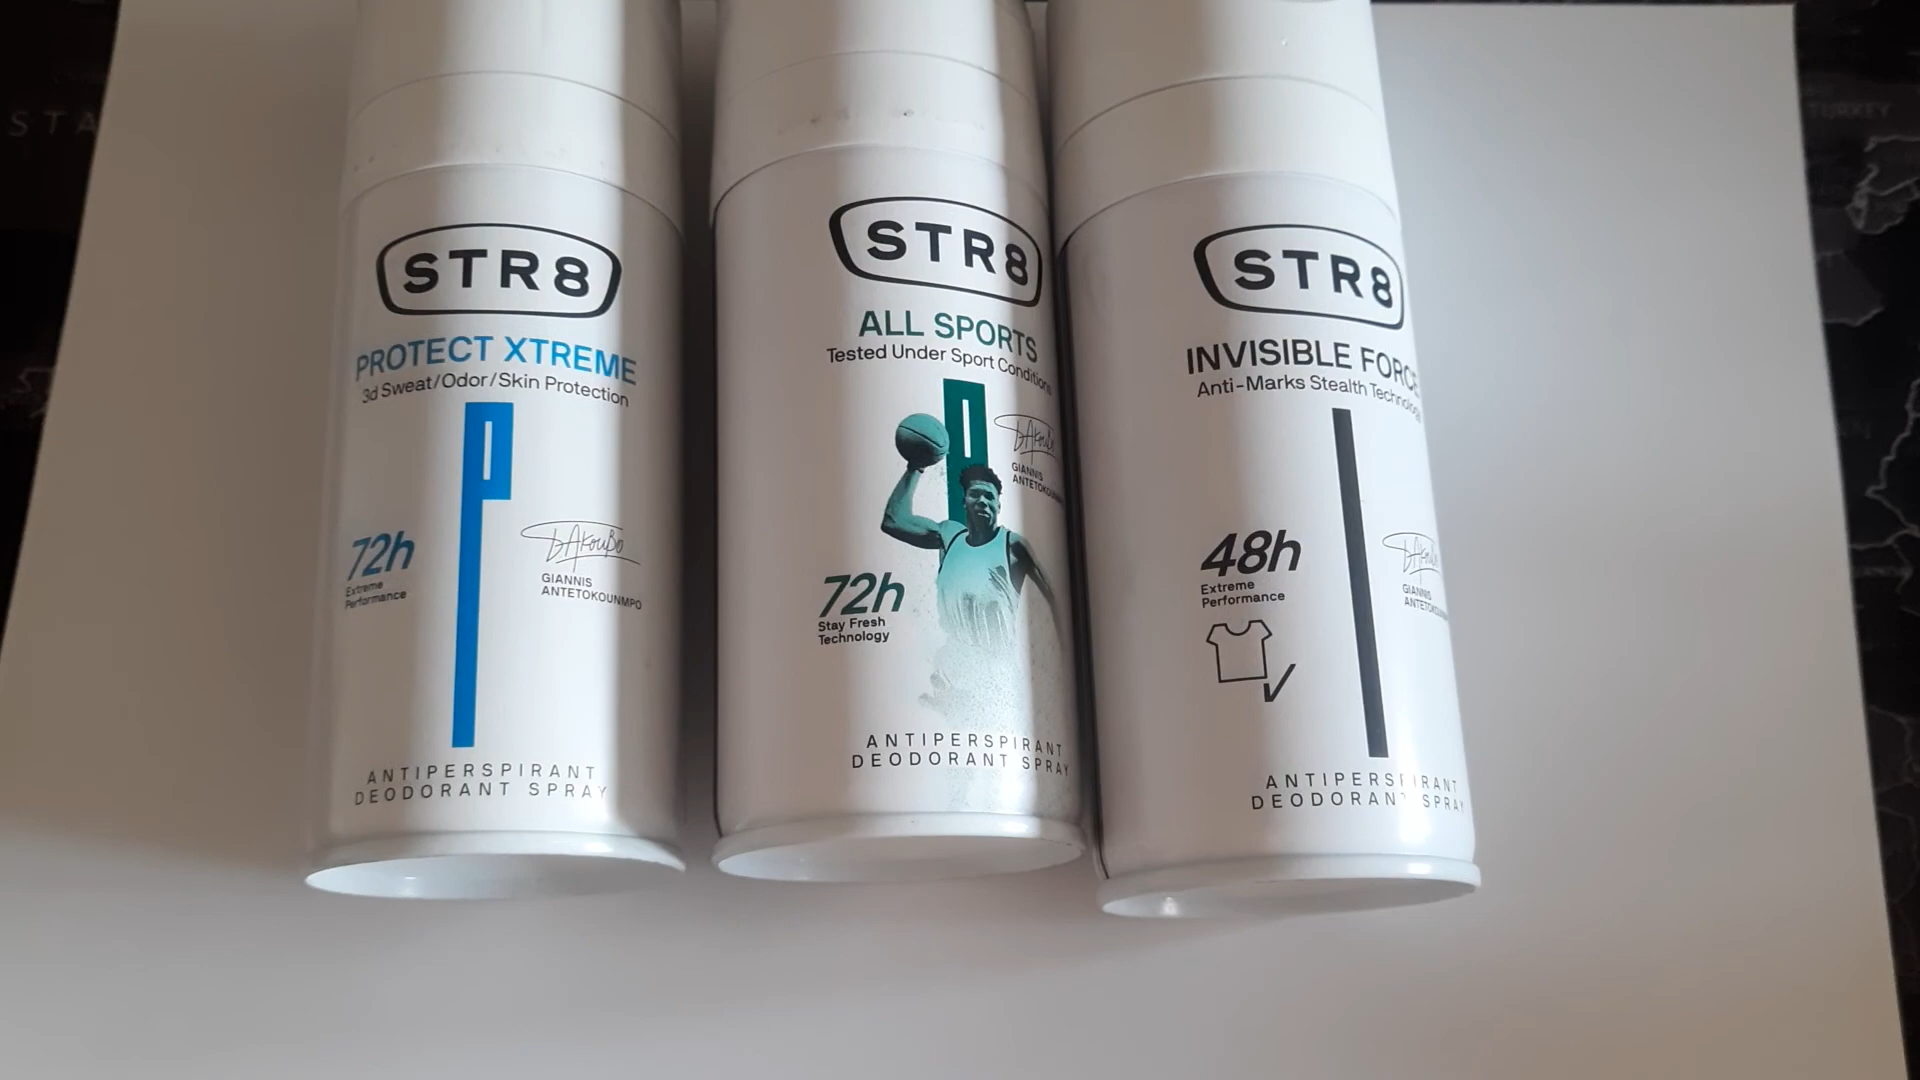 STR8
PROTECT XTREME
3d Sweat/Odor/Skin Protection
72h
Extreme
Performance
GIANNIS
ANTETOKOUNMPO
ANTIPERSPIRANT
DEODORANT SPRAY
STR8
ALL SPORTS
Tested Under Sport Conditions
GIANNIS
72h
Stay Fresh
Technology
ANTIPERSPIRANT
DEODORANT SPRAY
STR8
INVISIBLE FORCE
Anti-Marks Stealth Technology
48h
Extreme
Performance
GIANNIS
ANTIPERSPIRANT
DEODORANT SPRAY
STA
TURKEY